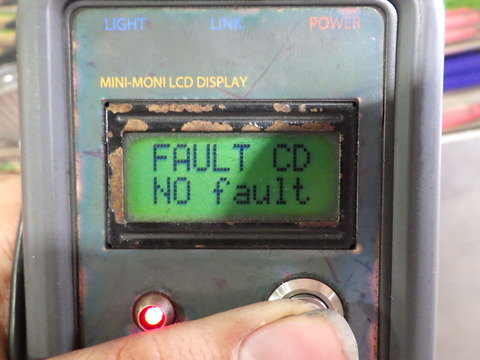 LIGHT LINK POWER
MINI-MONI LCD DISPLAY
FAULT CD
NO fault